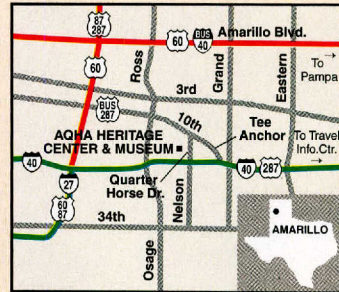 87
287
60
BUS
40
Amarillo Blvd.
60
Ross
Grand
Eastern
To
Pampa
3rd
BUS
287
10th
Tee
Anchor
AQHA HERITAGE
CENTER & MUSEUM
To Travel
Info.Ctr.
40
Quarter
Horse Dr.
40
287
27
60
87
Nelson
34th
Osage
AMARILLO